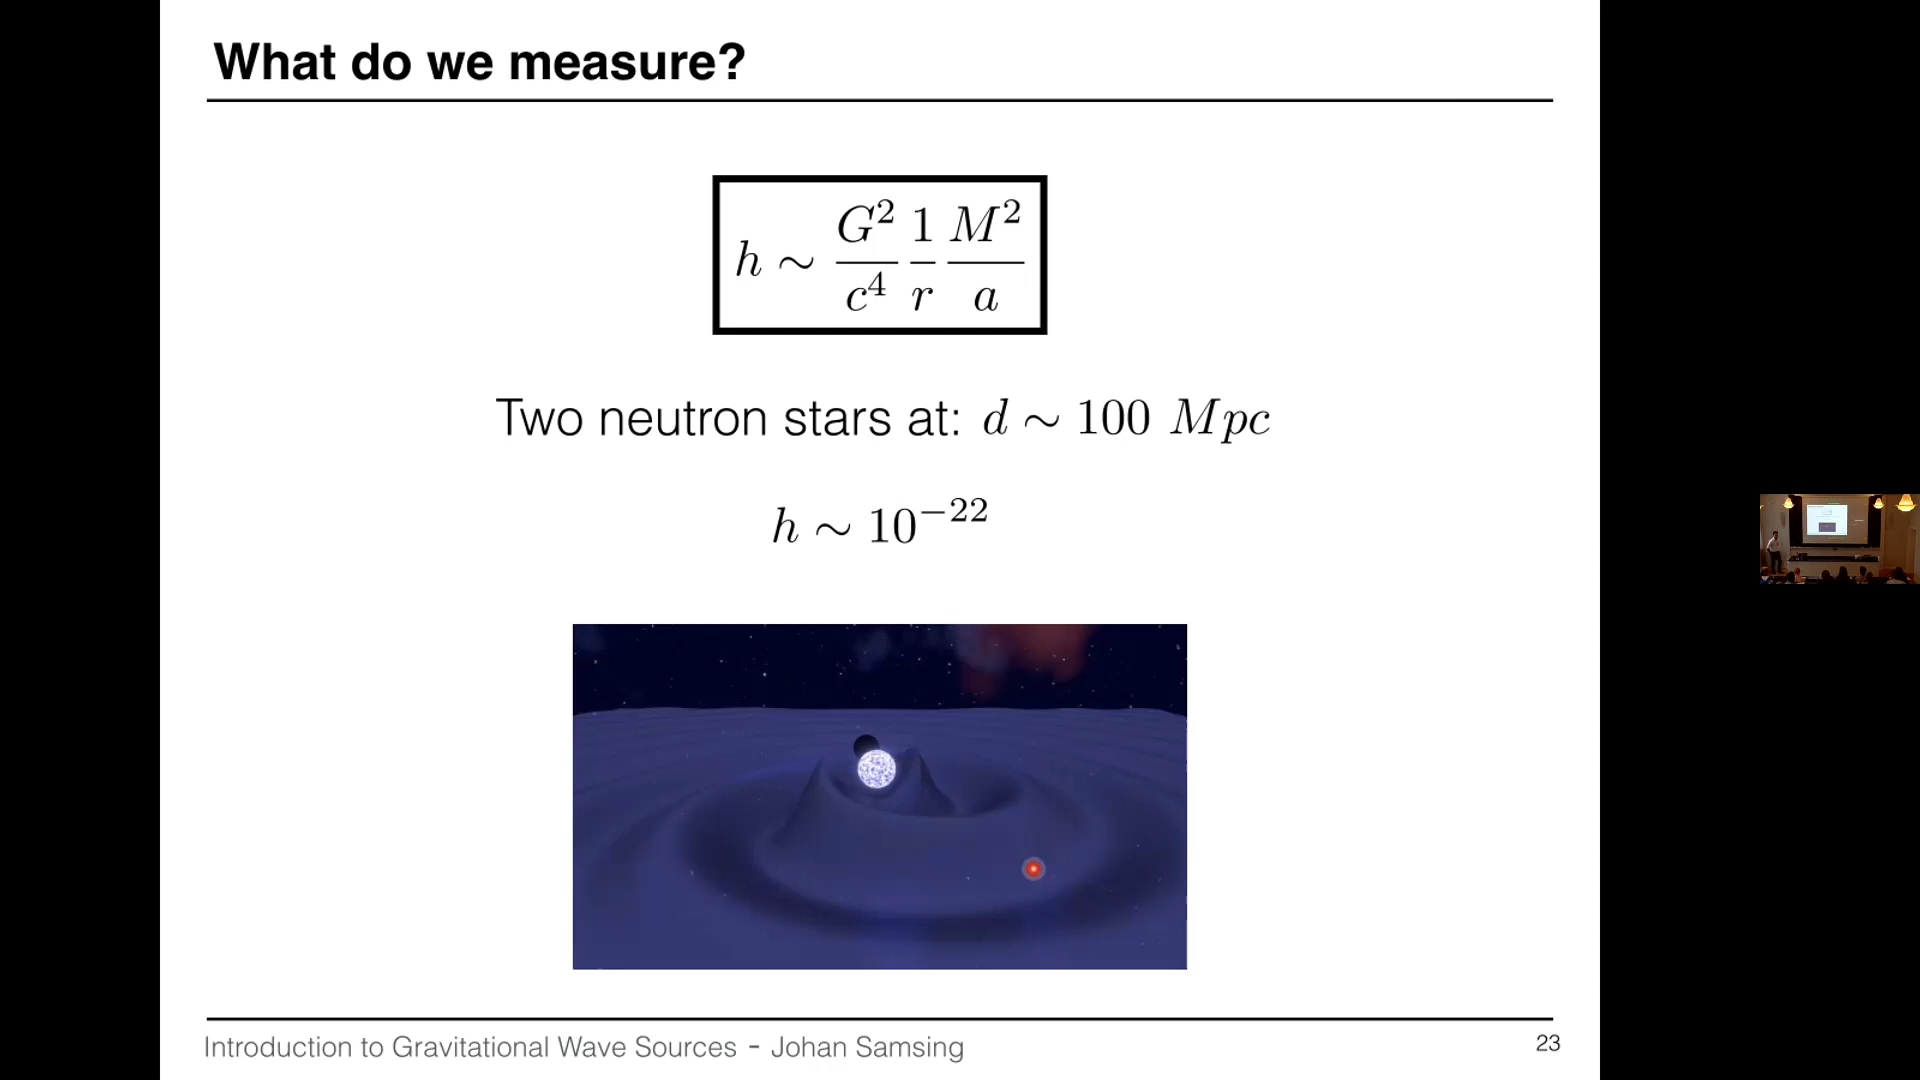 What do we measure?
h ∼ G²/c⁴ 1/r M²/a
Two neutron stars at: d ∼ 100 Mpc
h ∼ 10⁻²²
Introduction to Gravitational Wave Sources - Johan Samsing
23